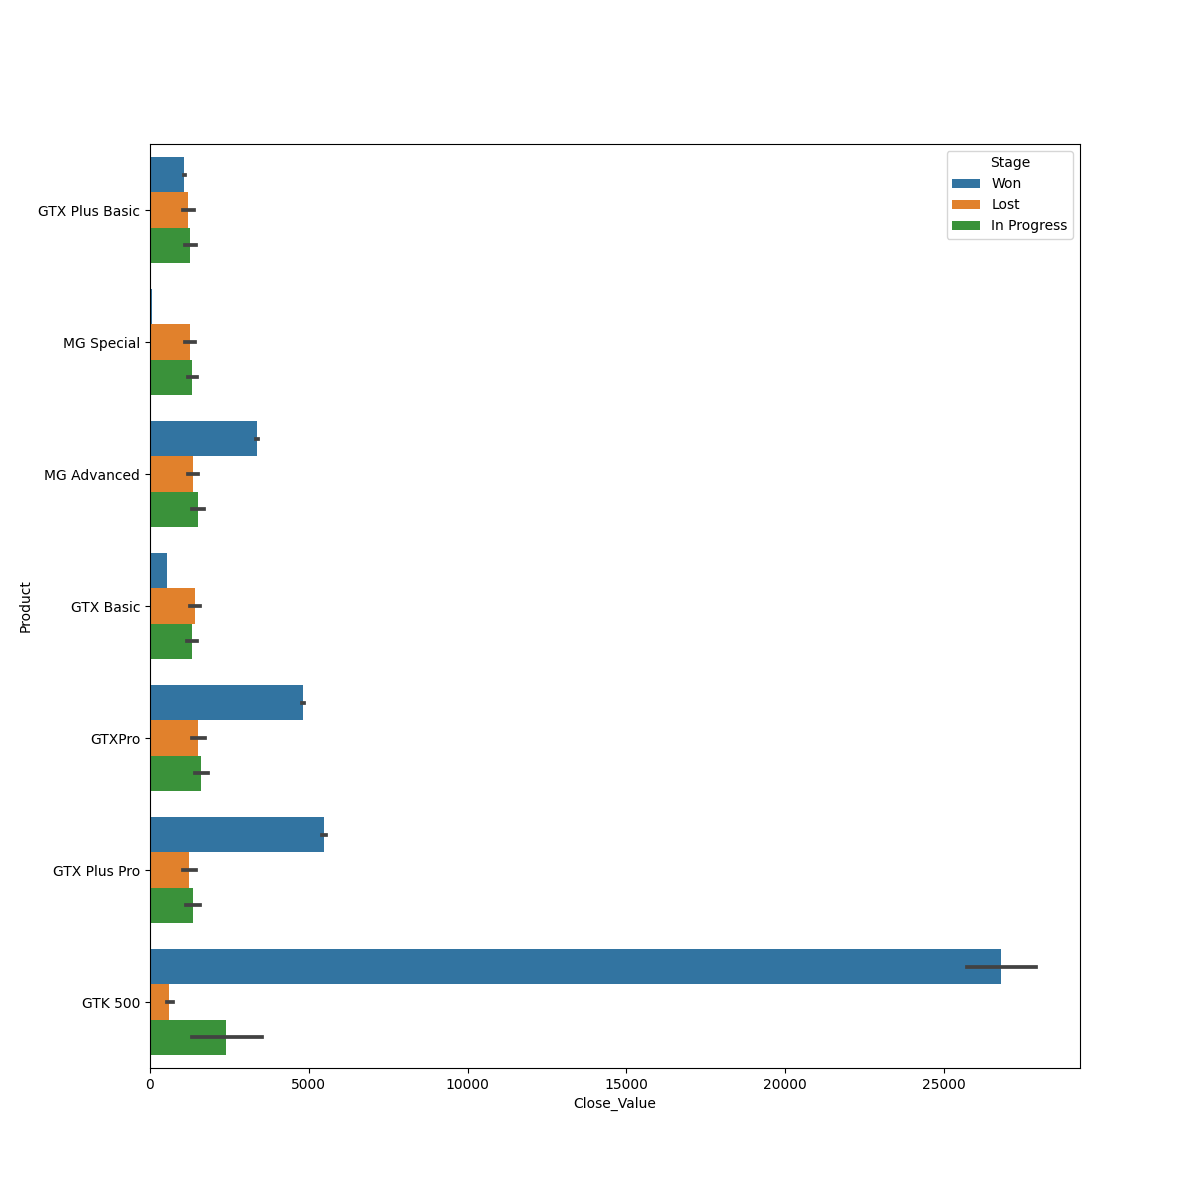 Stage
Won
Lost
In Progress
GTX Plus Basic
MG Special
MG Advanced
GTX Basic
GTXPro
GTX Plus Pro
GTK 500
Product
0 5000 10000 15000 20000 25000
Close_Value